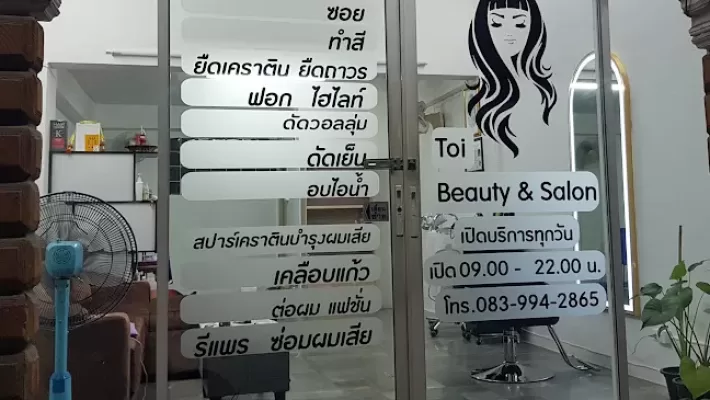 ซอย
ทำสี
ยืดเคราติน ยืดถาวร
ฟอก ไฮไลท์
ดัดวอลลุ่ม
ดัดเย็น
อบไอน้ำ
สปาร์เคราตินบำรุงผมเสีย
เคลือบแก้ว
ต่อผม แฟชั่น
รีแพร ซ่อมผมเสีย
Toi
Beauty & Salon
เปิดบริการทุกวัน
เปิด 09.00 - 22.00 น.
โทร.083-994-2865